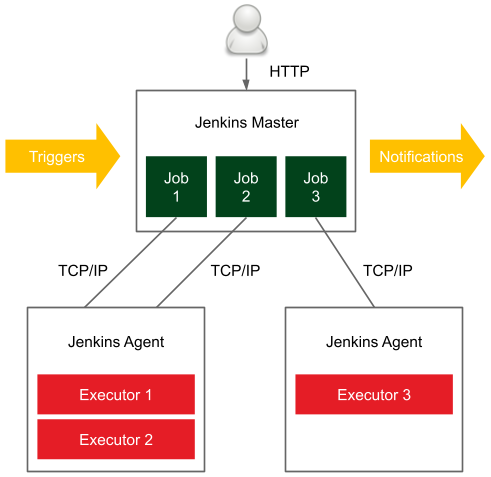 HTTP
Jenkins Master
Triggers
Notifications
Job
1
Job
2
Job
3
TCP/IP
TCP/IP
TCP/IP
Jenkins Agent
Executor 1
Executor 2
Jenkins Agent
Executor 3